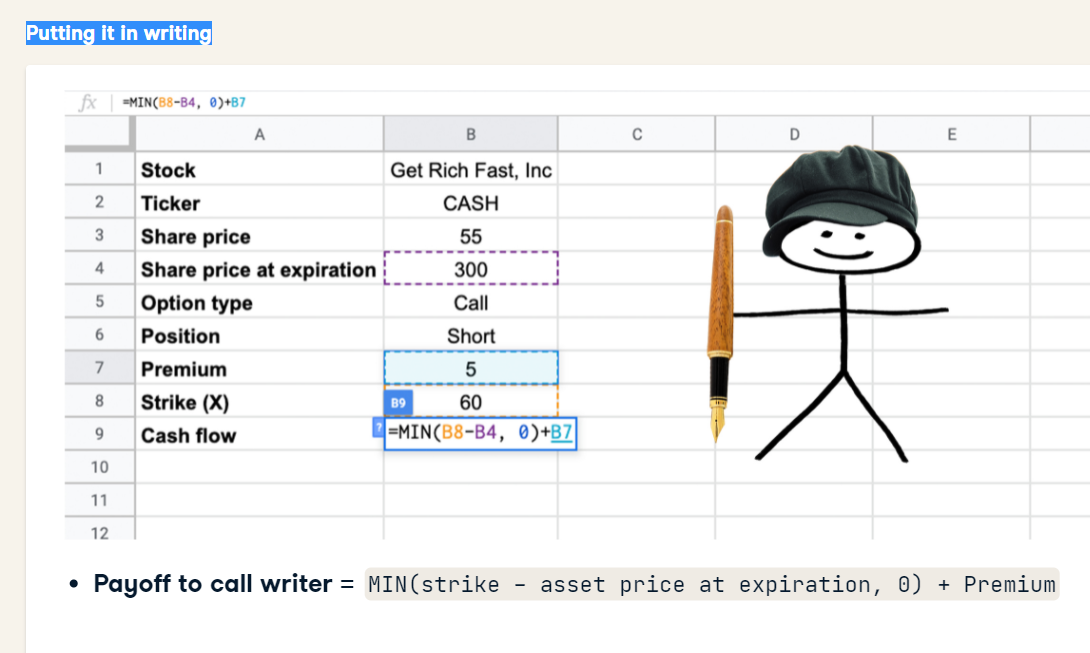 Putting it in writing
fx =MIN(B8-B4, 0)+B7
A B C D E
1 Stock Get Rich Fast, Inc
2 Ticker CASH
3 Share price 55
4 Share price at expiration 300
5 Option type Call
6 Position Short
7 Premium 5
8 Strike (X) B9 60
9 Cash flow ? =MIN(B8-B4, 0)+B7
10
11
12
• Payoff to call writer = MIN(strike - asset price at expiration, 0) + Premium